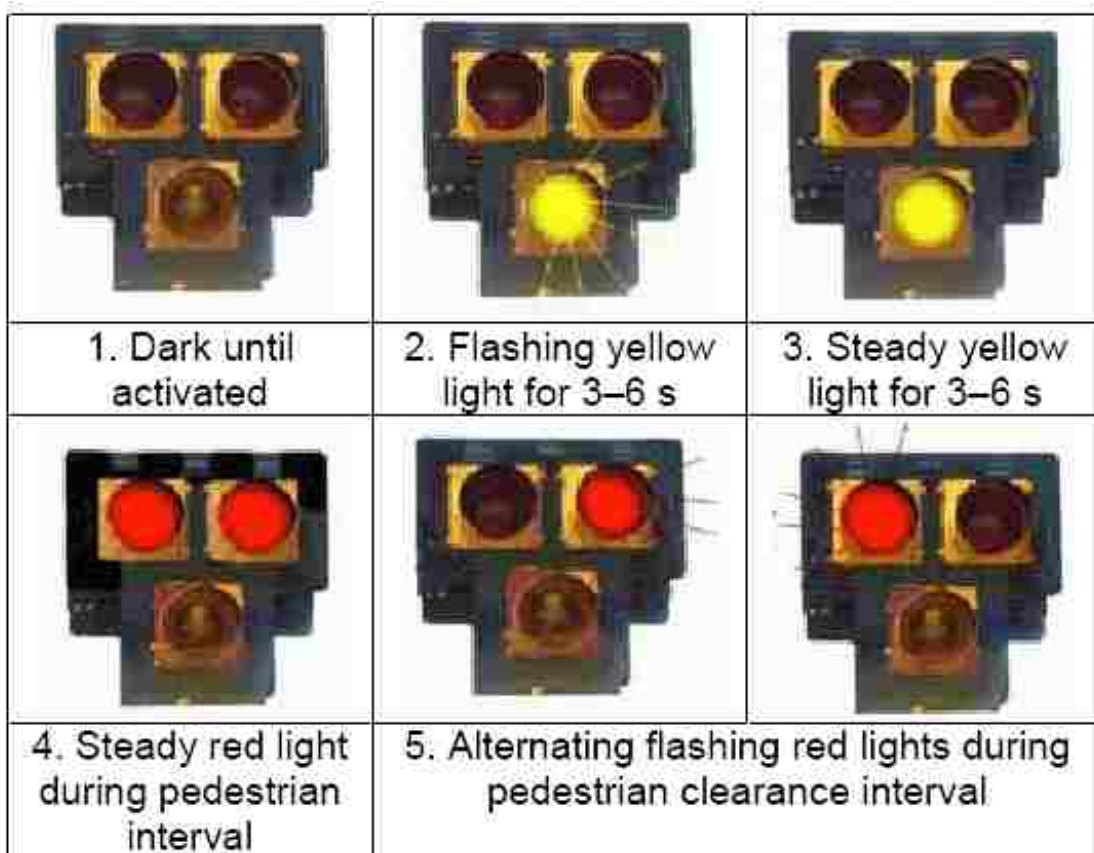 1. Dark until
activated
2. Flashing yellow
light for 3–6 s
3. Steady yellow
light for 3–6 s
4. Steady red light
during pedestrian
interval
5. Alternating flashing red lights during
pedestrian clearance interval